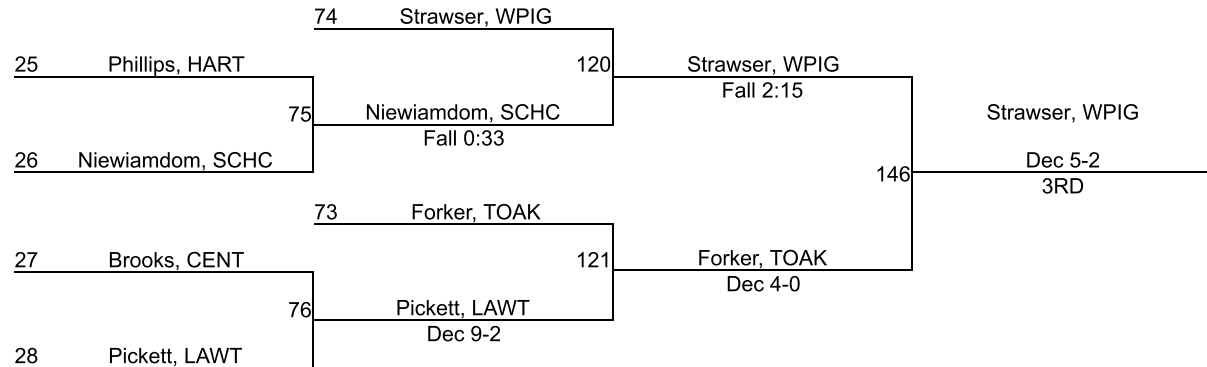 74 Strawser, WPIG
25 Phillips, HART
120 Strawser, WPIG
Fall 2:15
75 Niewiamdom, SCHC
Fall 0:33
Strawser, WPIG
26 Niewiamdom, SCHC
Dec 5-2
146
3RD
73 Forker, TOAK
27 Brooks, CENT
121 Forker, TOAK
Dec 4-0
76 Pickett, LAWT
Dec 9-2
28 Pickett, LAWT